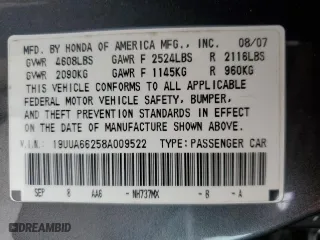 MFD. BY HONDA OF AMERICA MFG., INC. 08/07
GVWR 4608LBS GAWR F 2524LBS R 2116LBS
GVWR 2090KG GAWR F 1145KG R 960KG
THIS VEHICLE CONFORMS TO ALL APPLICABLE
FEDERAL MOTOR VEHICLE SAFETY, BUMPER,
AND THEFT PREVENTION STANDARDS IN EFFECT
ON THE DATE OF MANUFACTURE SHOWN ABOVE.
V.I.N. 19UUA66258A009522 TYPE: PASSENGER CAR
SEP 8 AA6 - NH737MX - B - A